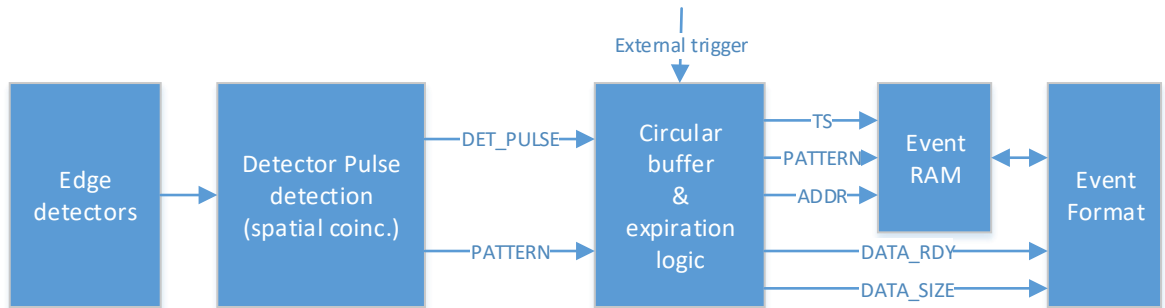 External trigger
Edge
detectors
Detector Pulse
detection
(spatial coinc.)
DET_PULSE
PATTERN
Circular
buffer
&
expiration
logic
TS
PATTERN
ADDR
DATA_RDY
DATA_SIZE
Event
RAM
Event
Format